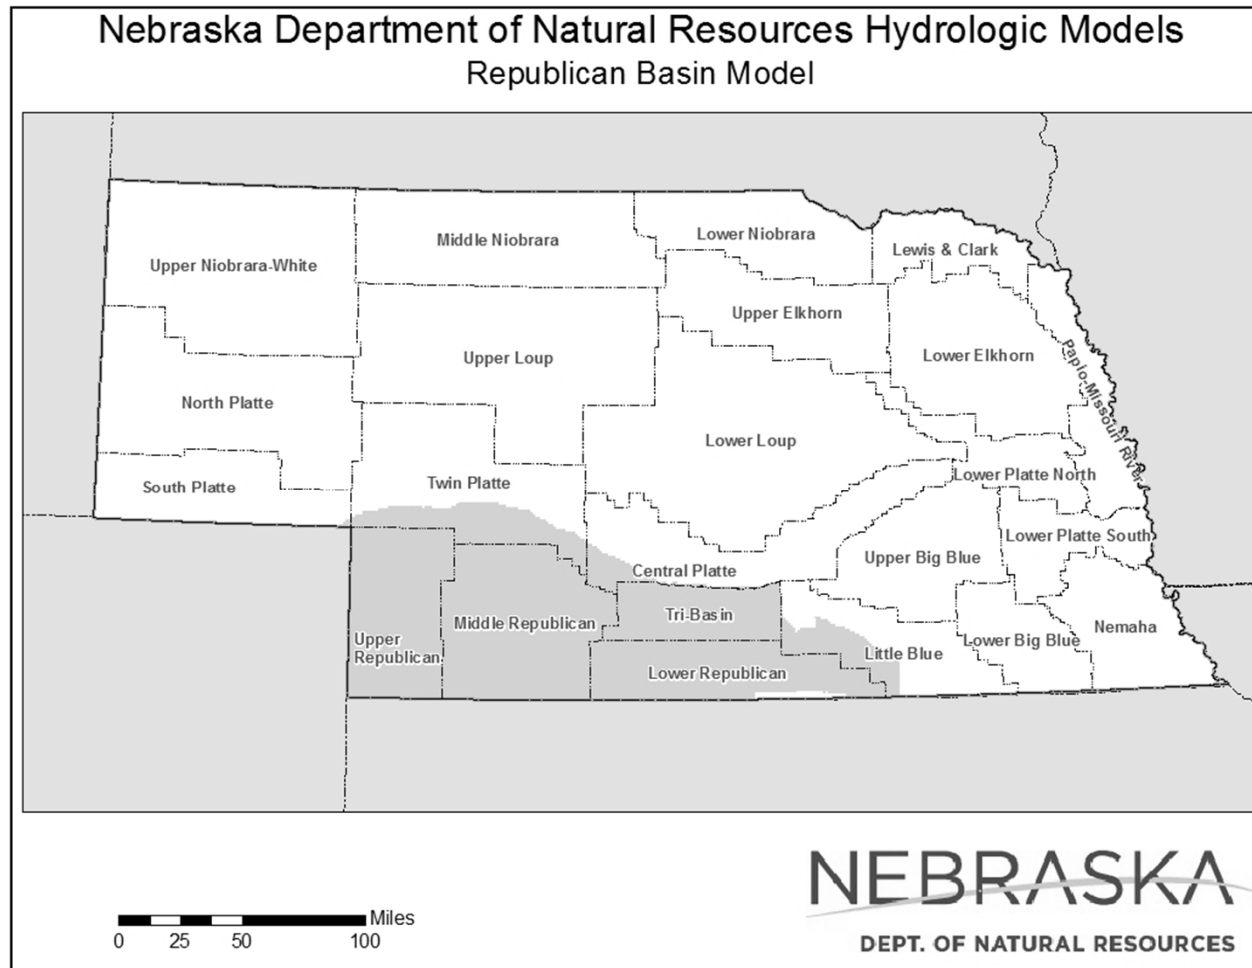 Nebraska Department of Natural Resources Hydrologic Models
Republican Basin Model
Upper Niobrara-White
Middle Niobrara
Lower Niobrara
Lewis & Clark
Upper Elkhorn
Lower Elkhorn
Papio-Missouri River
Upper Loup
North Platte
Lower Loup
South Platte
Twin Platte
Lower Platte North
Lower Platte South
Upper Big Blue
Central Platte
Tri-Basin
Middle Republican
Upper
Republican
Lower Republican
Little Blue
Lower Big Blue
Nemaha
Miles
0 25 50 100
NEBRASKA
DEPT. OF NATURAL RESOURCES